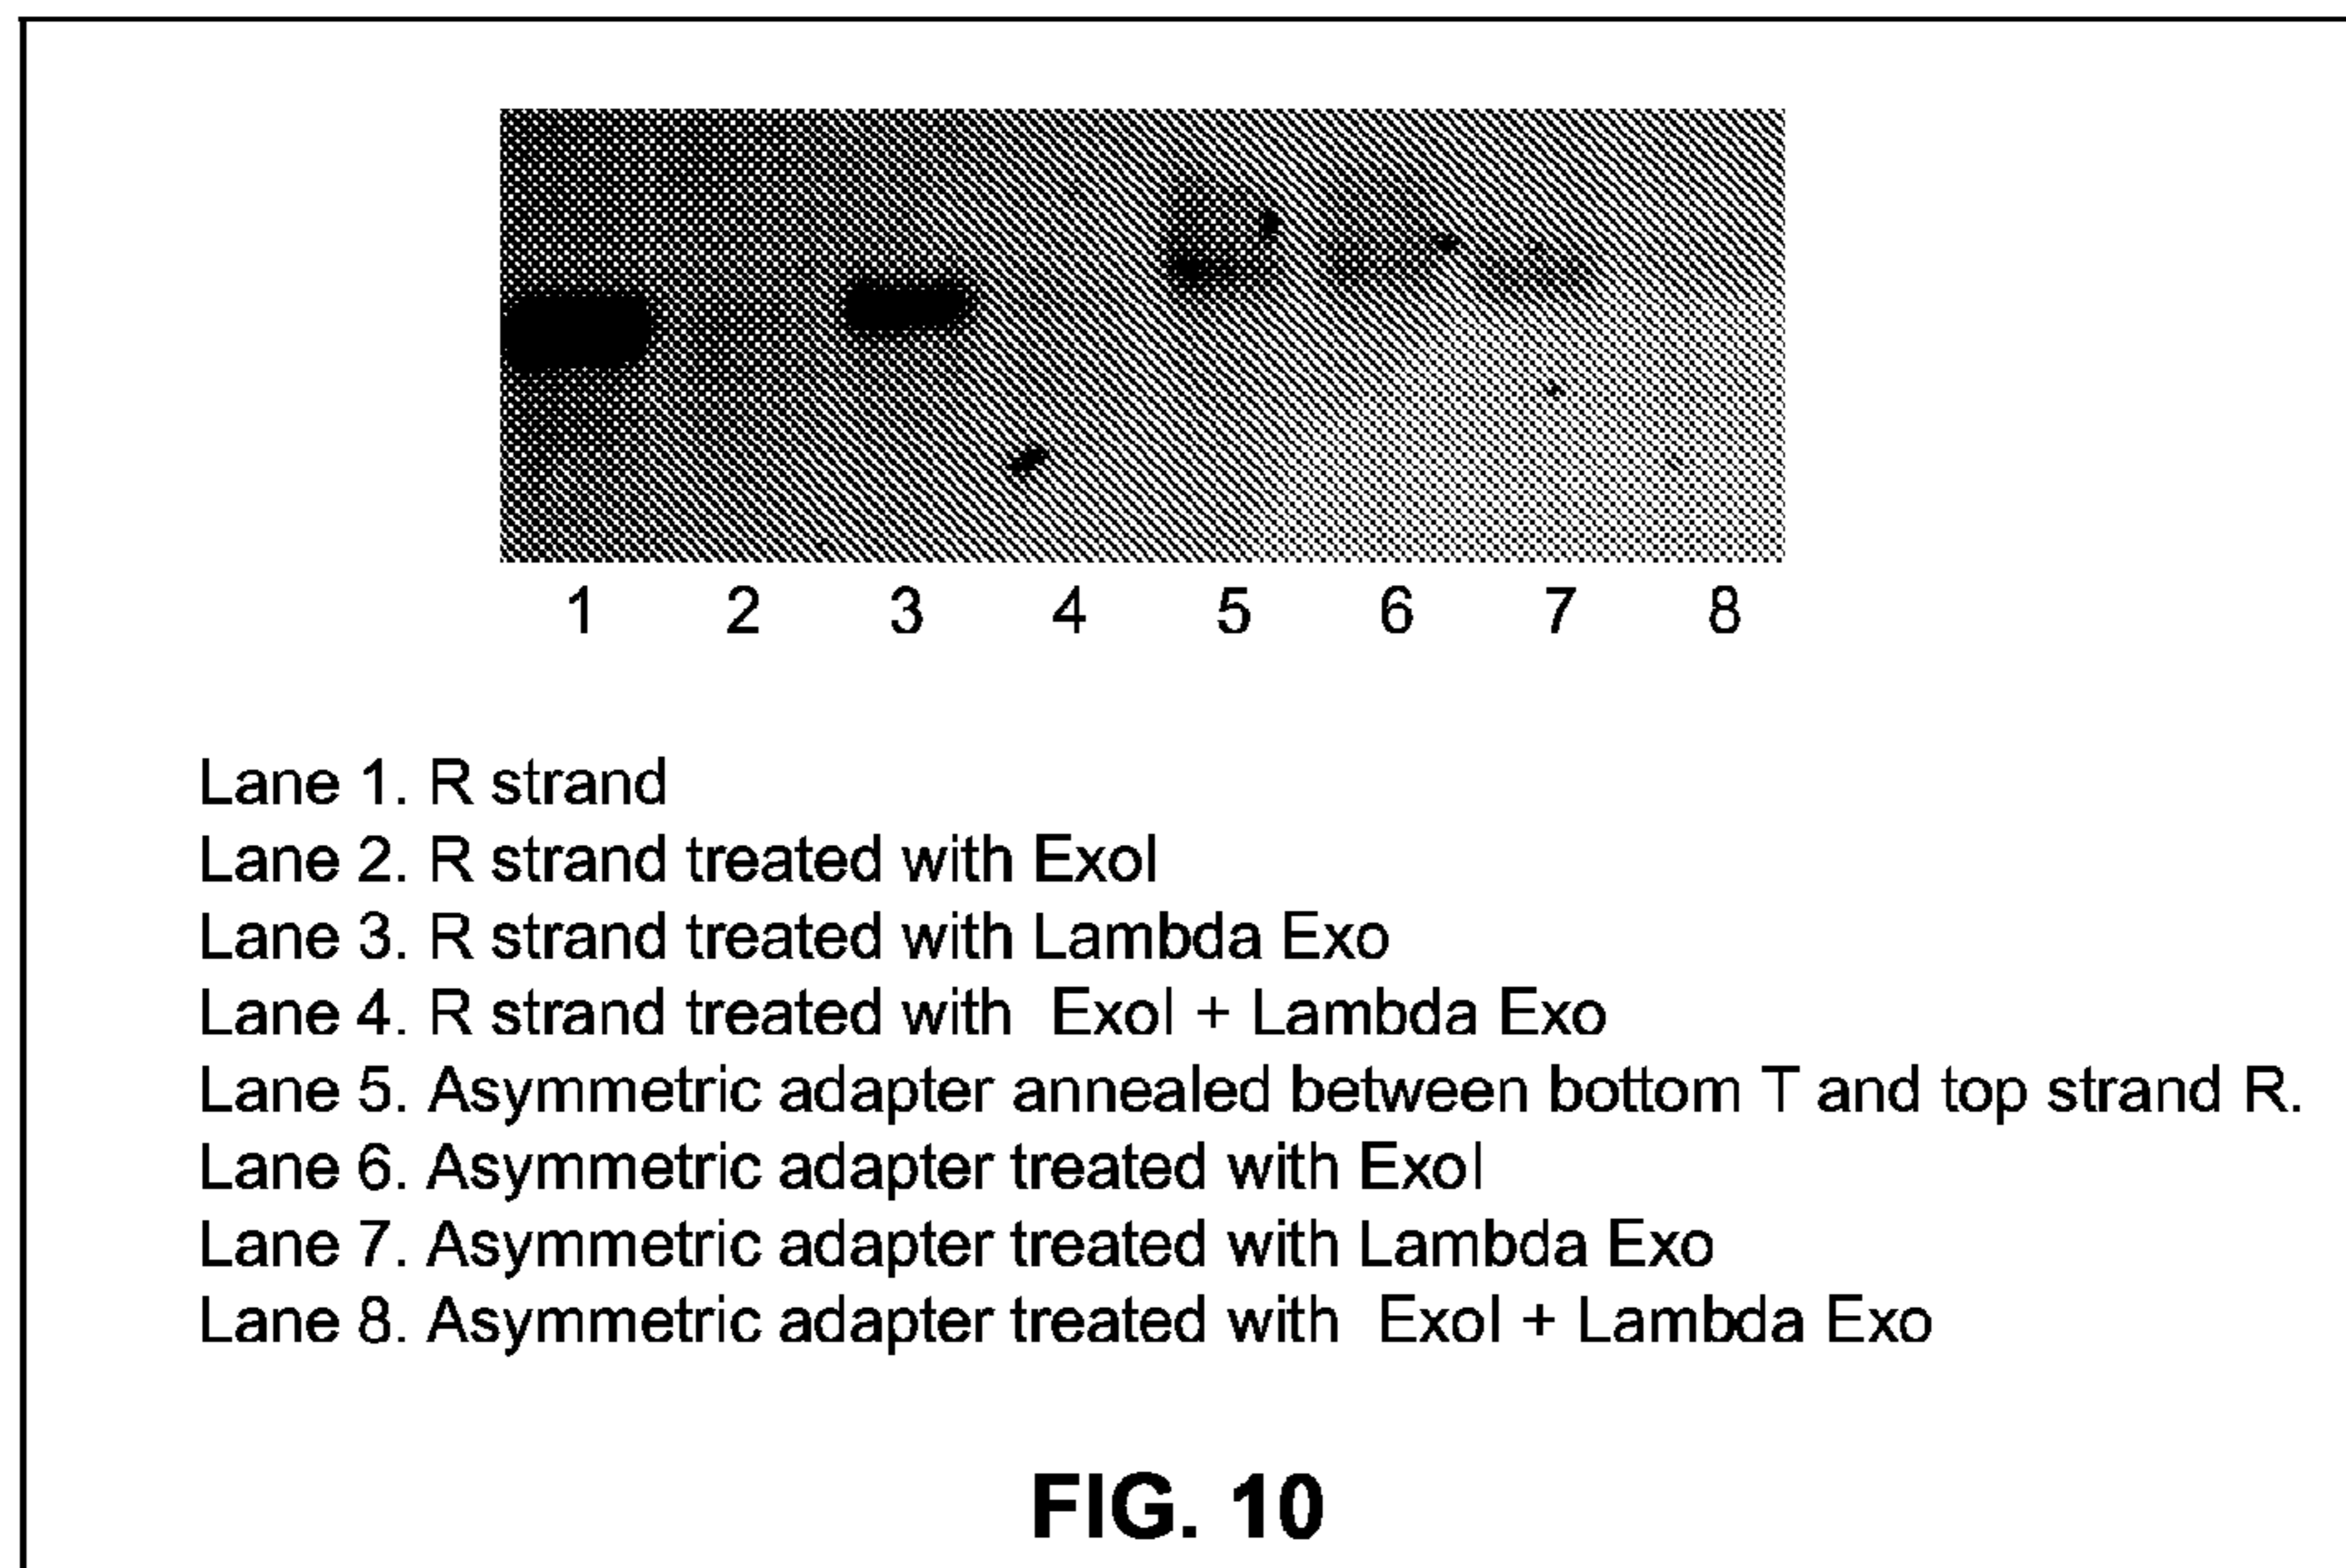 1 2 3 4 5 6 7 8
Lane 1. R strand
Lane 2. R strand treated with ExoI
Lane 3. R strand treated with Lambda Exo
Lane 4. R strand treated with ExoI + Lambda Exo
Lane 5. Asymmetric adapter annealed between bottom T and top strand R.
Lane 6. Asymmetric adapter treated with ExoI
Lane 7. Asymmetric adapter treated with Lambda Exo
Lane 8. Asymmetric adapter treated with ExoI + Lambda Exo
FIG. 10